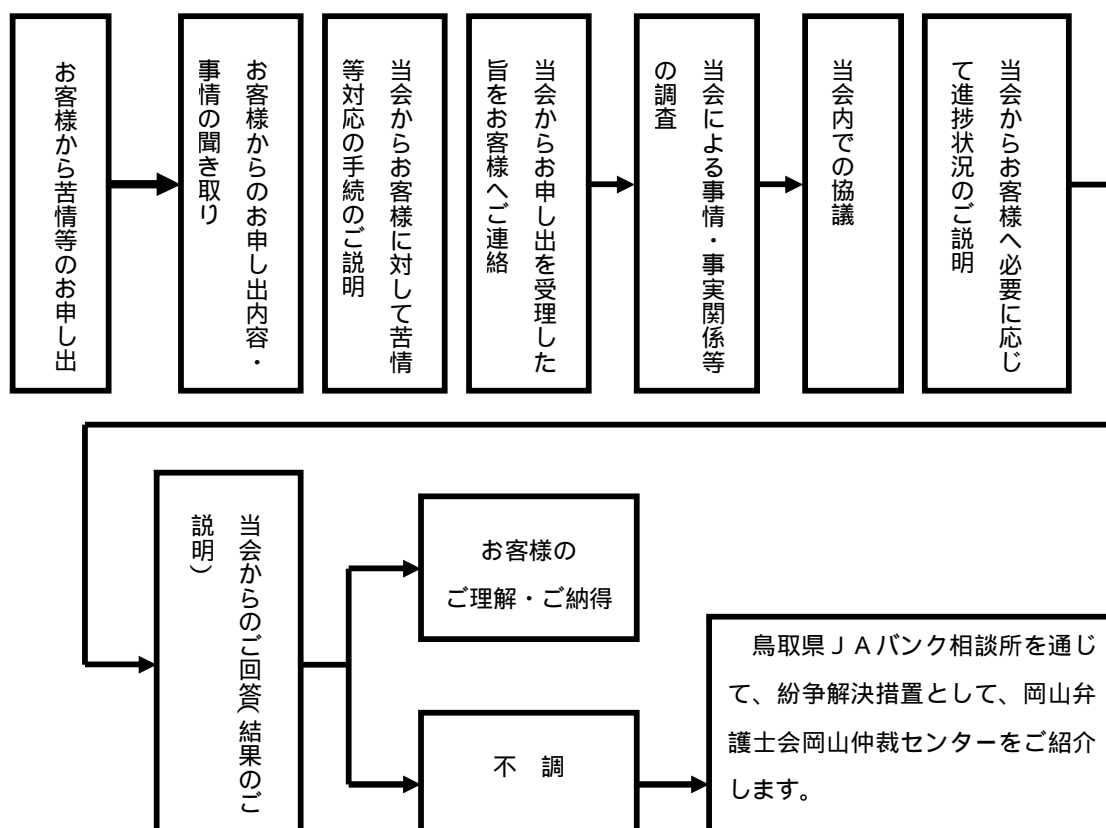 お客様から苦情等のお申し出
お客様からのお申し出内容・
事情の聞き取り
当会からお客様に対して苦情
等対応の手続のご説明
当会からお申し出を受理した
旨をお客様へご連絡
当会による事情・事実関係等
の調査
当会内での協議
当会からお客様へ必要に応じ
て進捗状況のご説明
当会からのご回答(結果のご
説明)
お客様の
ご理解・ご納得
不　調
鳥取県ＪＡバンク相談所を通じ
て、紛争解決措置として、岡山弁
護士会岡山仲裁センターをご紹介
します。